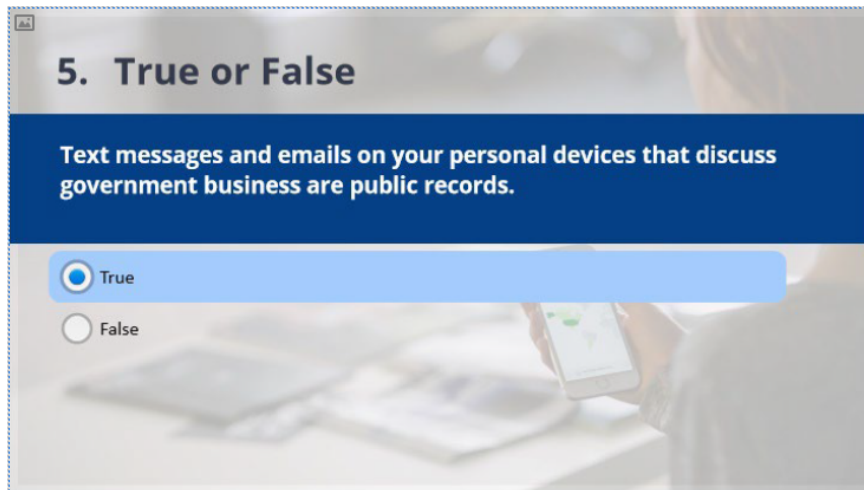 5. True or False
Text messages and emails on your personal devices that discuss
government business are public records.
True
False